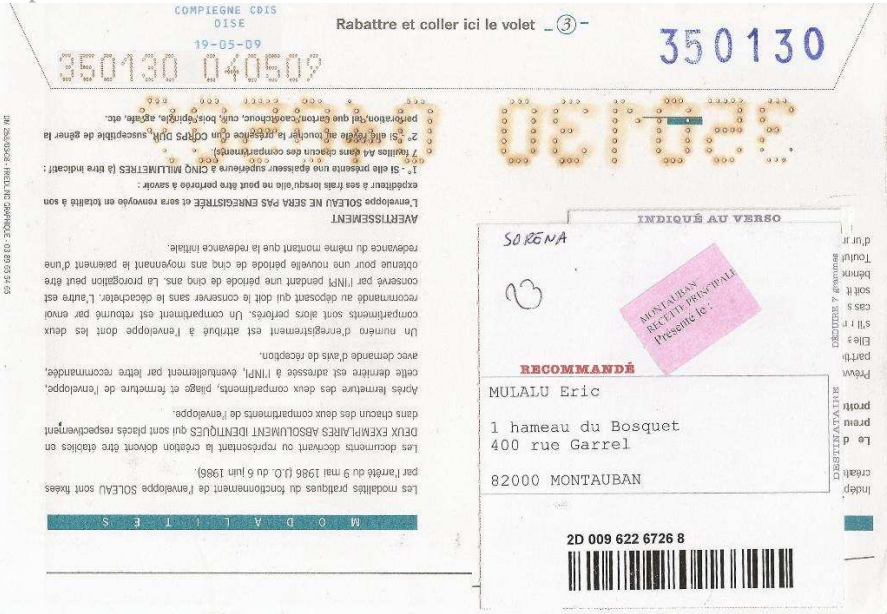 COMPIEGNE CDIS
OISE
19-05-09
Rabattre et coller ici le volet - 3 -
350130
350130 040509
350130 040509
MODALITES
Les modalités pratiques du fonctionnement de l'enveloppe SOLEAU sont fixées
par l'arrêté du 9 mai 1986 (J.O. du 6 juin 1986).
Les documents décrivant ou représentant la création doivent être établies en
DEUX EXEMPLAIRES ABSOLUMENT IDENTIQUES qui sont placés respectivement
dans chacun des deux compartiments de l'enveloppe.
Après fermeture des deux compartiments, pliage et fermeture de l'enveloppe,
cette dernière est adressée à l'INPI, éventuellement par lettre recommandée,
avec demande d'avis de réception.
Un numéro d'enregistrement est attribué à l'enveloppe dont les deux
compartiments sont alors perforés. Un compartiment est retourné par envoi
recommandé au déposant qui doit le conserver sans le décacheter. L'autre est
conservé par l'INPI pendant une période de cinq ans. La prorogation peut être
obtenue pour une nouvelle période de cinq ans moyennant le paiement d'une
redevance du même montant que la redevance initiale.
AVERTISSEMENT
L'enveloppe SOLEAU NE SERA PAS ENREGISTRÉE et sera renvoyée en totalité à son
expéditeur à ses frais lorsqu'elle ne peut être perforée à savoir :
1° - Si elle présente une épaisseur supérieure à CINQ MILLIMETRES (à titre indicatif :
7 feuilles A4 dans chacun des compartiments).
2° - Si elle révèle au toucher la présence d'un CORPS DUR, susceptible de gêner la
perforation, tel que carton, caoutchouc, cuir, bois, épingle, agrafe, etc.
INDIQUÉ AU VERSO
SORENA
23
MONTAUBAN
RECETTE PRINCIPALE
Présenté le :
RECOMMANDÉ
DÉDUIRE 7 grammes
DESTINATAIRE
MULALU Eric
1 hameau du Bosquet
400 rue Garrel
82000 MONTAUBAN
2D 009 622 6726 8